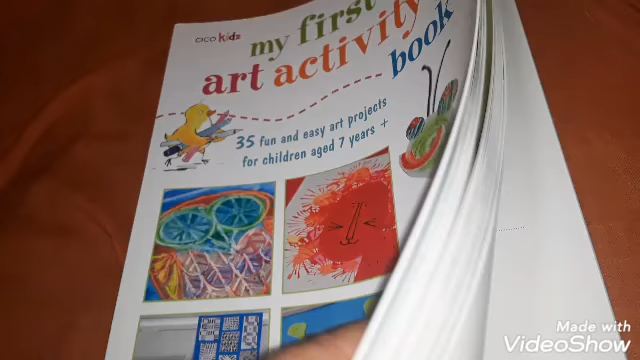 cico kidz
my first
art activity
book
35 fun and easy art projects
for children aged 7 years +
Made with
VideoShow